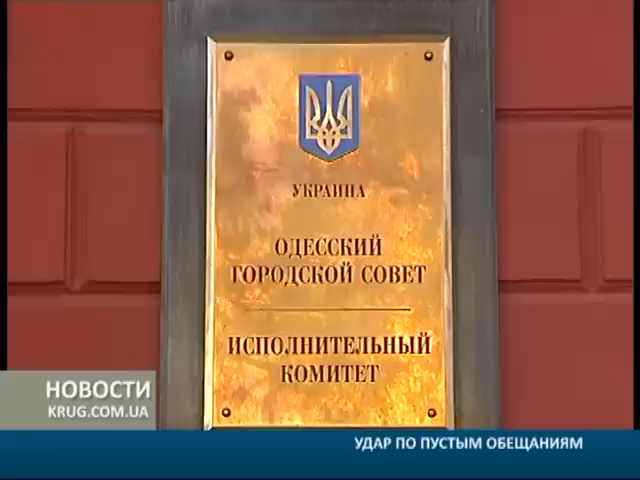 УКРАИНА
ОДЕССКИЙ
ГОРОДСКОЙ СОВЕТ
ИСПОЛНИТЕЛЬНЫЙ
КОМИТЕТ
НОВОСТИ
KRUG.COM.UA
УДАР ПО ПУСТЫМ ОБЕЩАНИЯМ